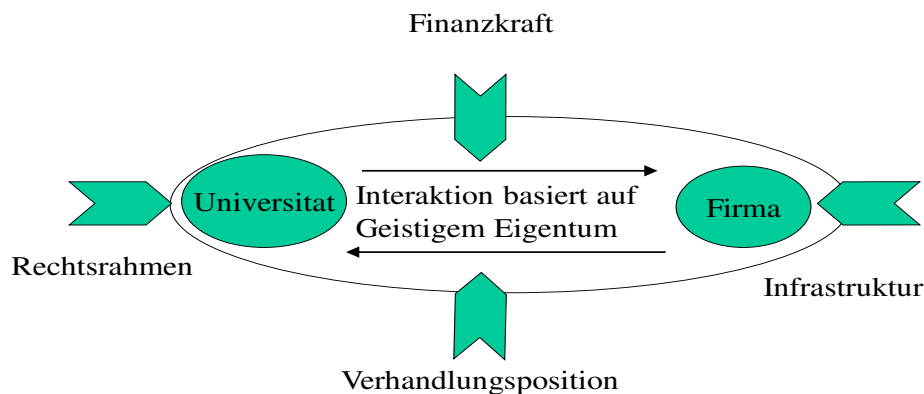 Finanzkraft
Universitat
Interaktion basiert auf
Geistigem Eigentum
Firma
Rechtsrahmen
Infrastruktur
Verhandlungsposition